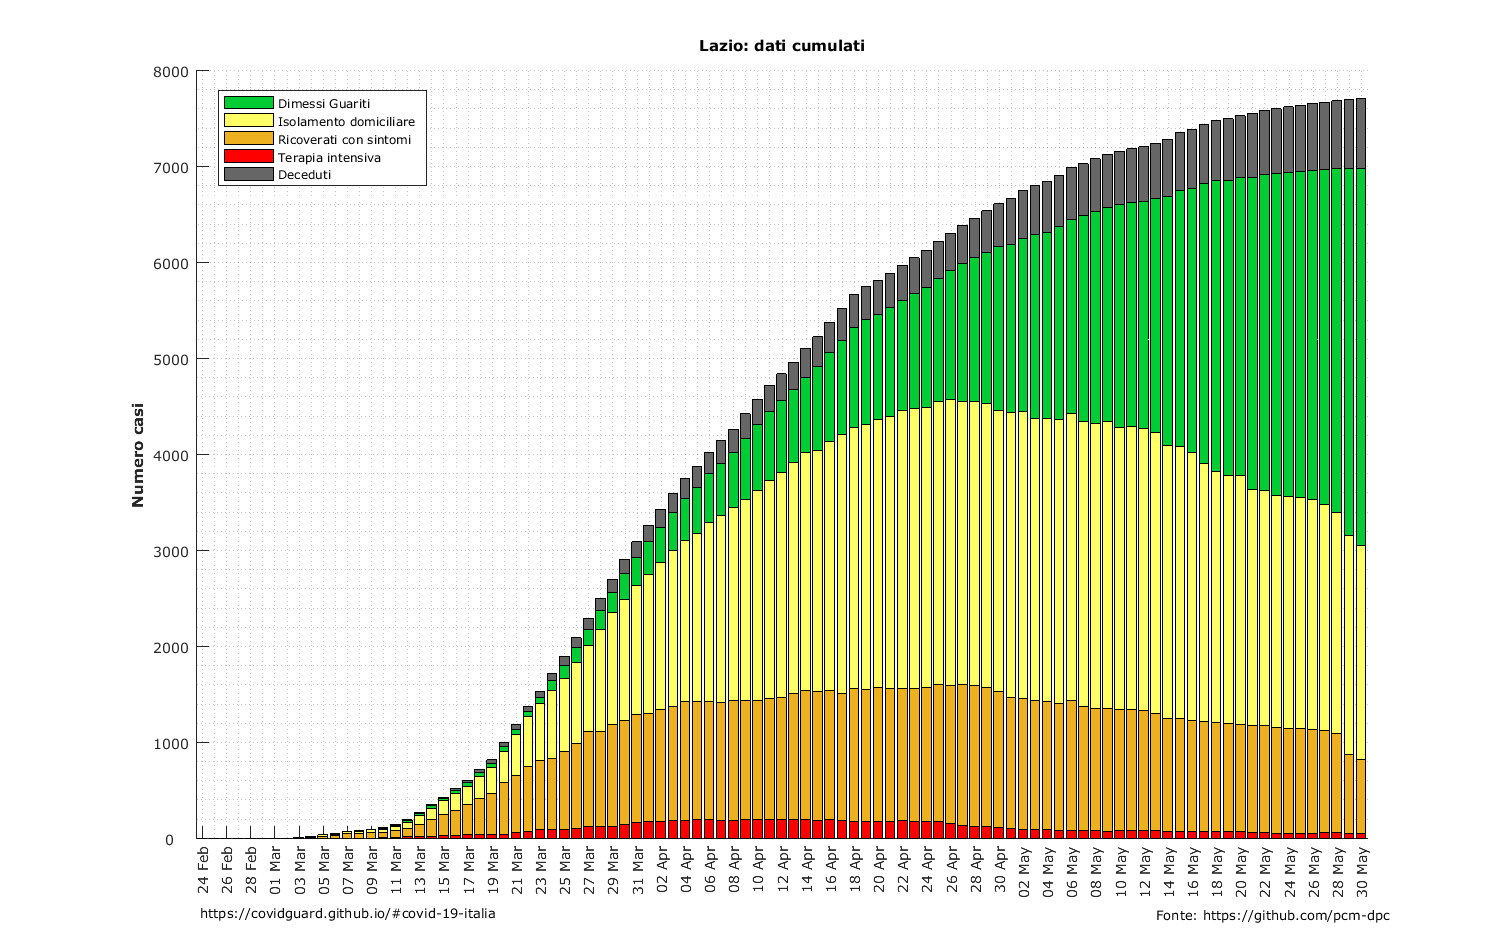 Lazio: dati cumulati
8000
7000
6000
5000
4000
3000
2000
1000
0
Numero casi
Dimessi Guariti
Isolamento domiciliare
Ricoverati con sintomi
Terapia intensiva
Deceduti
24 Feb
26 Feb
28 Feb
01 Mar
03 Mar
05 Mar
07 Mar
09 Mar
11 Mar
13 Mar
15 Mar
17 Mar
19 Mar
21 Mar
23 Mar
25 Mar
27 Mar
29 Mar
31 Mar
02 Apr
04 Apr
06 Apr
08 Apr
10 Apr
12 Apr
14 Apr
16 Apr
18 Apr
20 Apr
22 Apr
24 Apr
26 Apr
28 Apr
30 Apr
02 May
04 May
06 May
08 May
10 May
12 May
14 May
16 May
18 May
20 May
22 May
24 May
26 May
28 May
30 May
https://covidguard.github.io/#covid-19-italia
Fonte: https://github.com/pcm-dpc